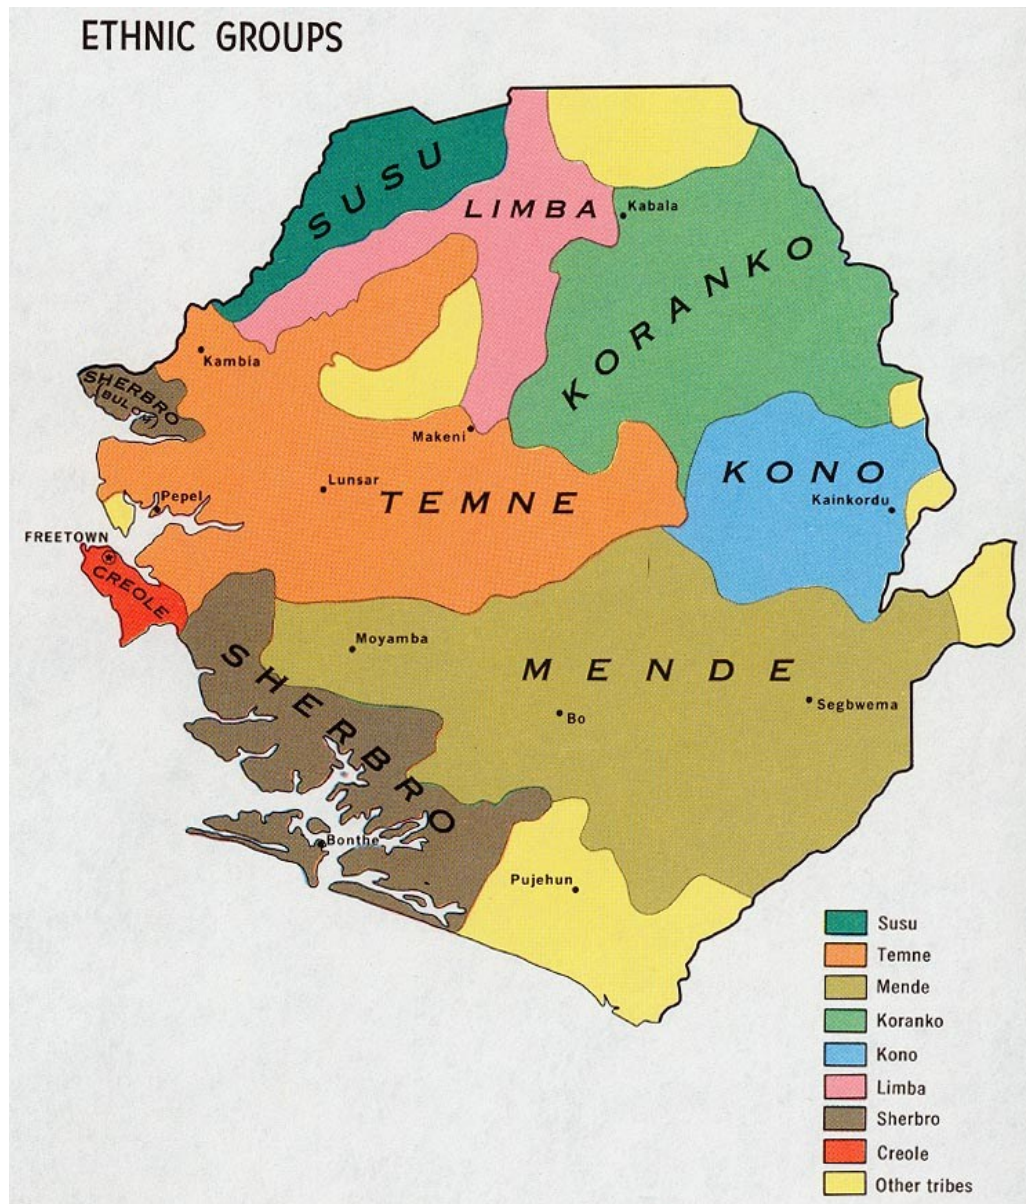 ETHNIC GROUPS
SUSU
LIMBA
Kabala
KORANKO
Kambia
SHERBRO
(BULOM)
Makeni
KONO
Lunsar
TEMNE
Kainkordu
Pepel
FREETOWN
CREOLE
Moyamba
SHERBRO
MENDE
Segbwema
Bo
Bonthe
Pujehun
Susu
Temne
Mende
Koranko
Kono
Limba
Sherbro
Creole
Other tribes